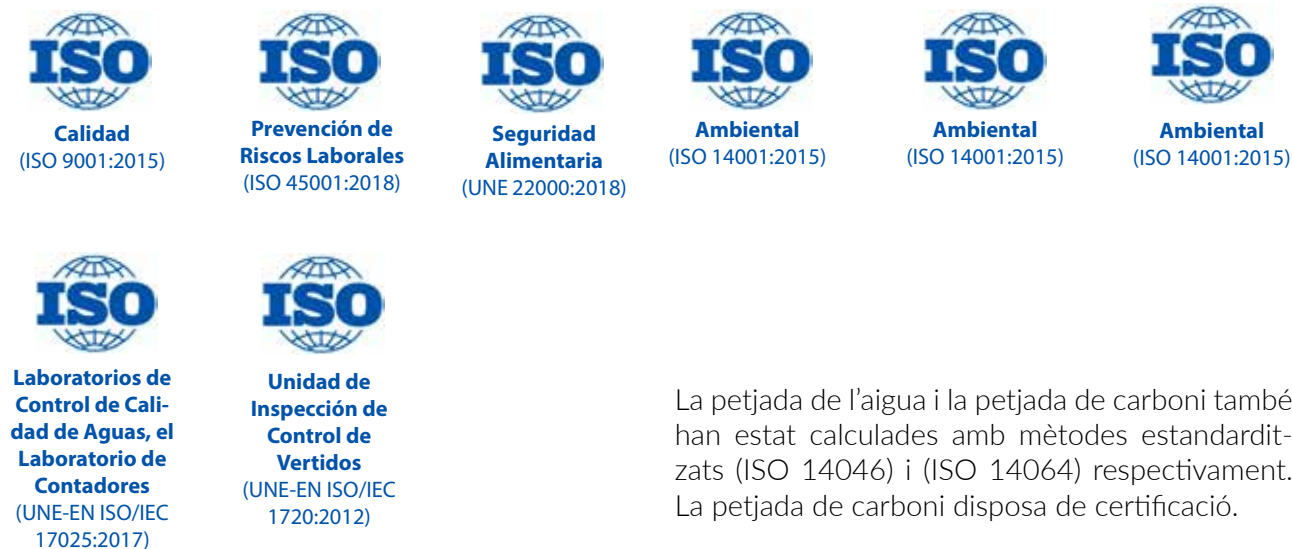 ISO
Calidad
(ISO 9001:2015)
ISO
Prevención de
Riscos Laborales
(ISO 45001:2018)
ISO
Seguridad
Alimentaria
(UNE 22000:2018)
ISO
Ambiental
(ISO 14001:2015)
ISO
Ambiental
(ISO 14001:2015)
ISO
Ambiental
(ISO 14001:2015)
ISO
Laboratorios de
Control de Cali-
dad de Aguas, el
Laboratorio de
Contadores
(UNE-EN ISO/IEC
17025:2017)
ISO
Unidad de
Inspección de
Control de
Vertidos
(UNE-EN ISO/IEC
1720:2012)
La petjada de l’aigua i la petjada de carboni també
han estat calculades amb mètodes estandardit-
zats (ISO 14046) i (ISO 14064) respectivament.
La petjada de carboni disposa de certificació.